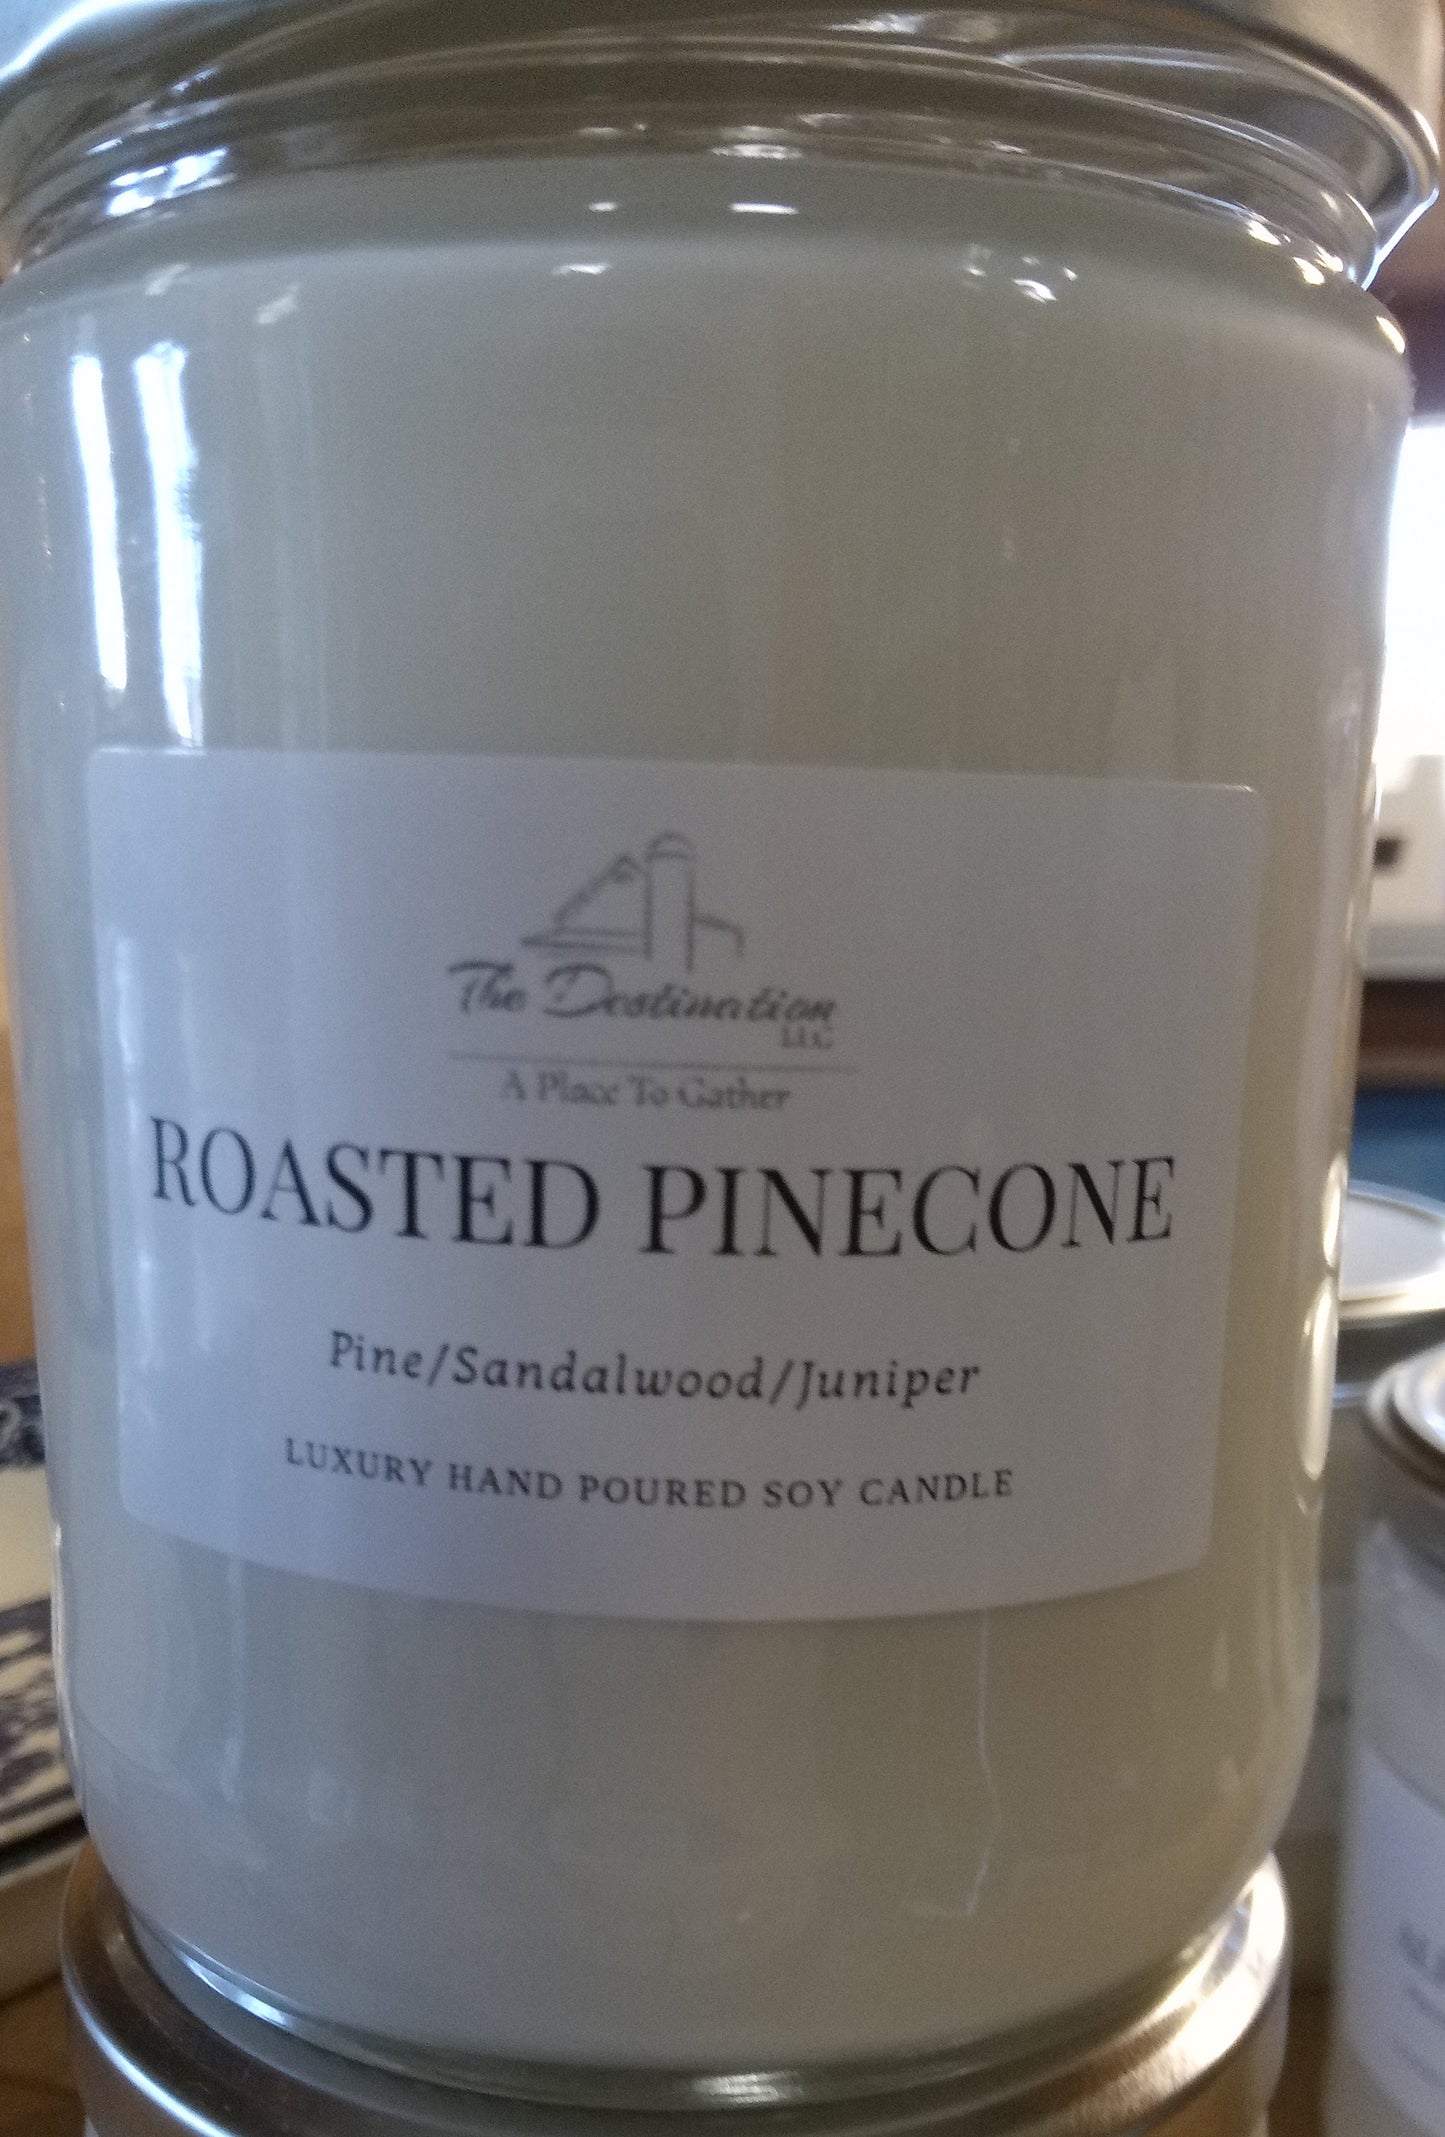 The Destination
LLC
A Place To Gather
ROASTED PINECONE
Pine/Sandalwood/Juniper
LUXURY HAND POURED SOY CANDLE